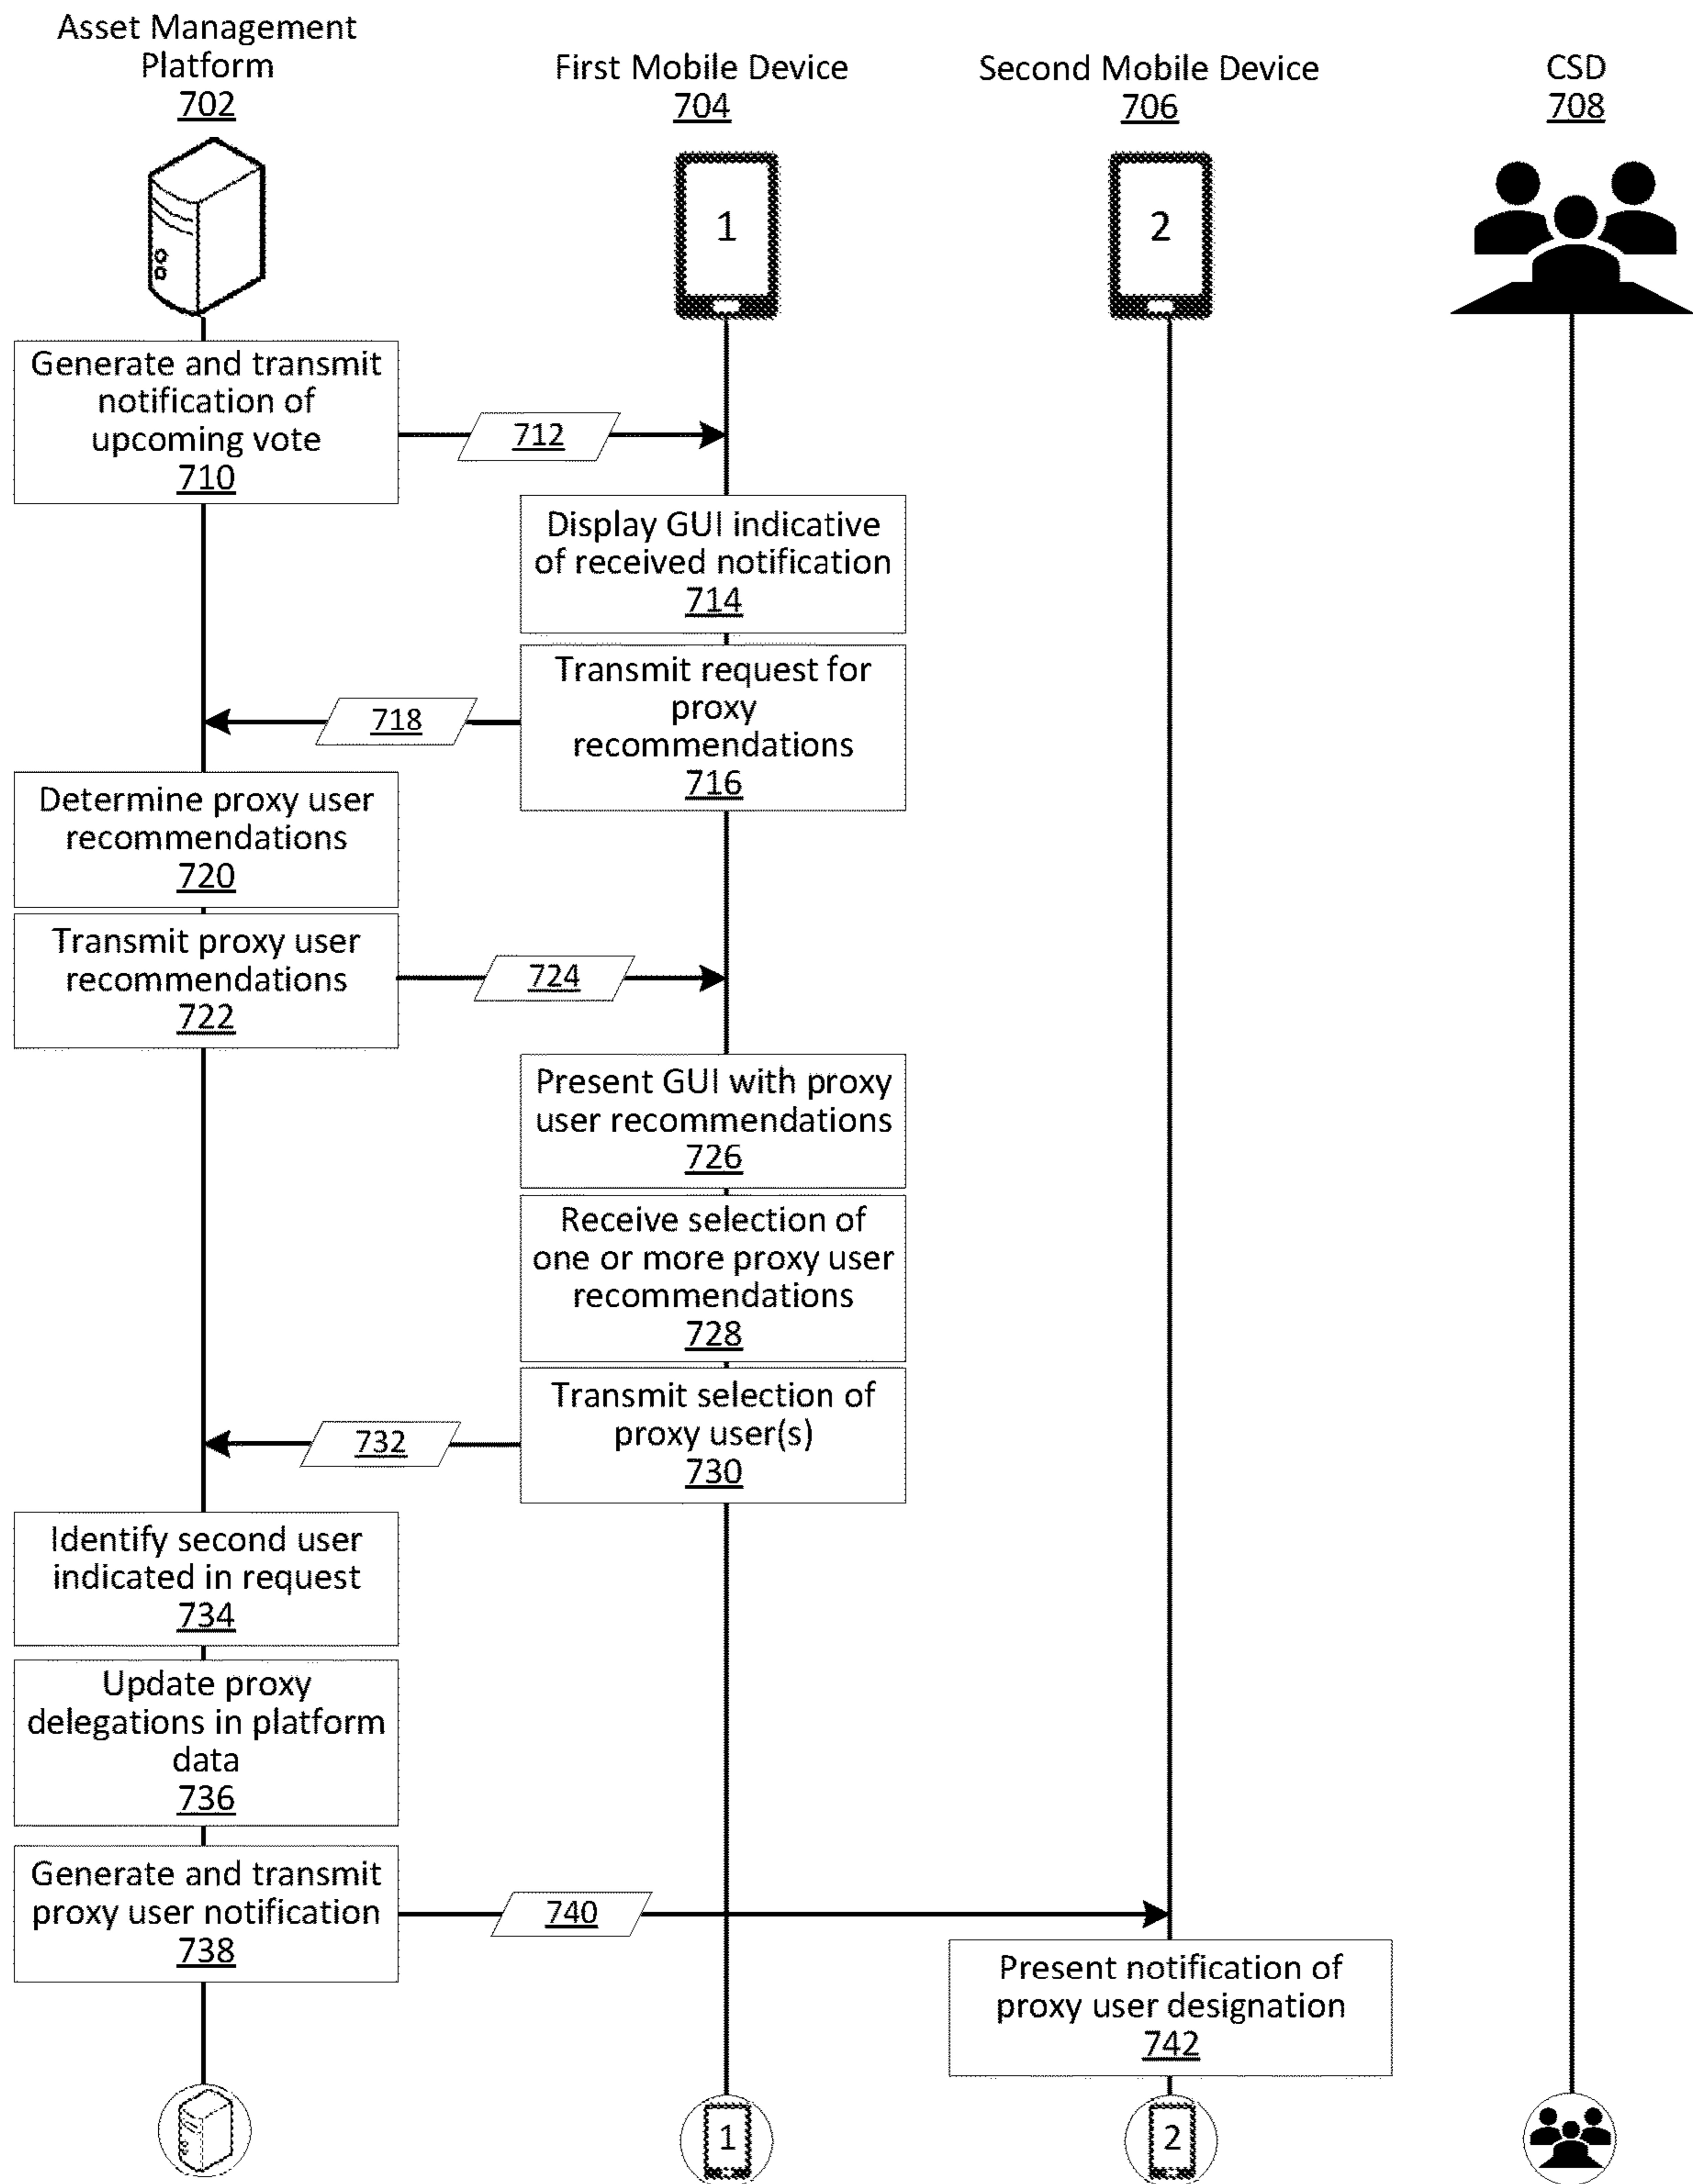 Asset Management
Platform
702
First Mobile Device
704
Second Mobile Device
706
CSD
708
1
2
Generate and transmit
notification of
upcoming vote
710
712
Display GUI indicative
of received notification
714
Transmit request for
proxy
recommendations
716
718
Determine proxy user
recommendations
720
Transmit proxy user
recommendations
722
724
Present GUI with proxy
user recommendations
726
Receive selection of
one or more proxy user
recommendations
728
Transmit selection of
proxy user(s)
730
732
Identify second user
indicated in request
734
Update proxy
delegations in platform
data
736
Generate and transmit
proxy user notification
738
740
Present notification of
proxy user designation
742
1
2